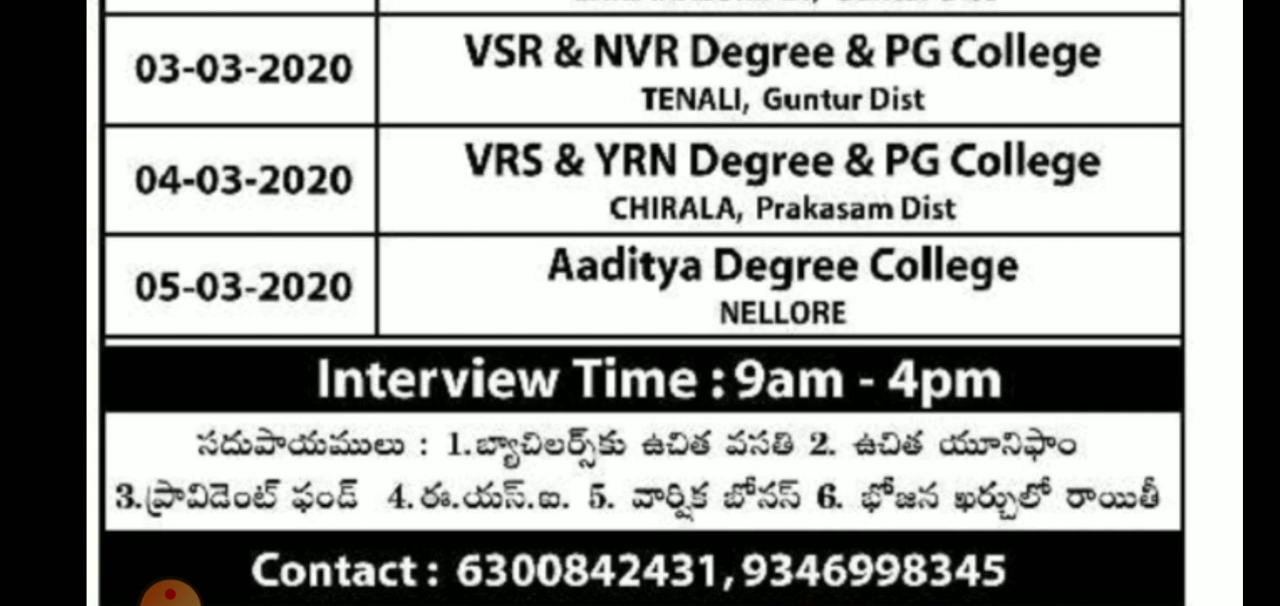 03-03-2020
VSR & NVR Degree & PG College
TENALI, Guntur Dist
04-03-2020
VRS & YRN Degree & PG College
CHIRALA, Prakasam Dist
05-03-2020
Aaditya Degree College
NELLORE
Interview Time : 9am - 4pm
సదుపాయములు : 1.బ్యాచిలర్స్‌కు ఉచిత వసతి 2. ఉచిత యూనిఫాం
3.ప్రావిడెంట్ ఫండ్ 4.ఈ.యస్.ఐ. 5. వార్షిక బోనస్ 6. భోజన ఖర్చులో రాయితీ
Contact : 6300842431,9346998345